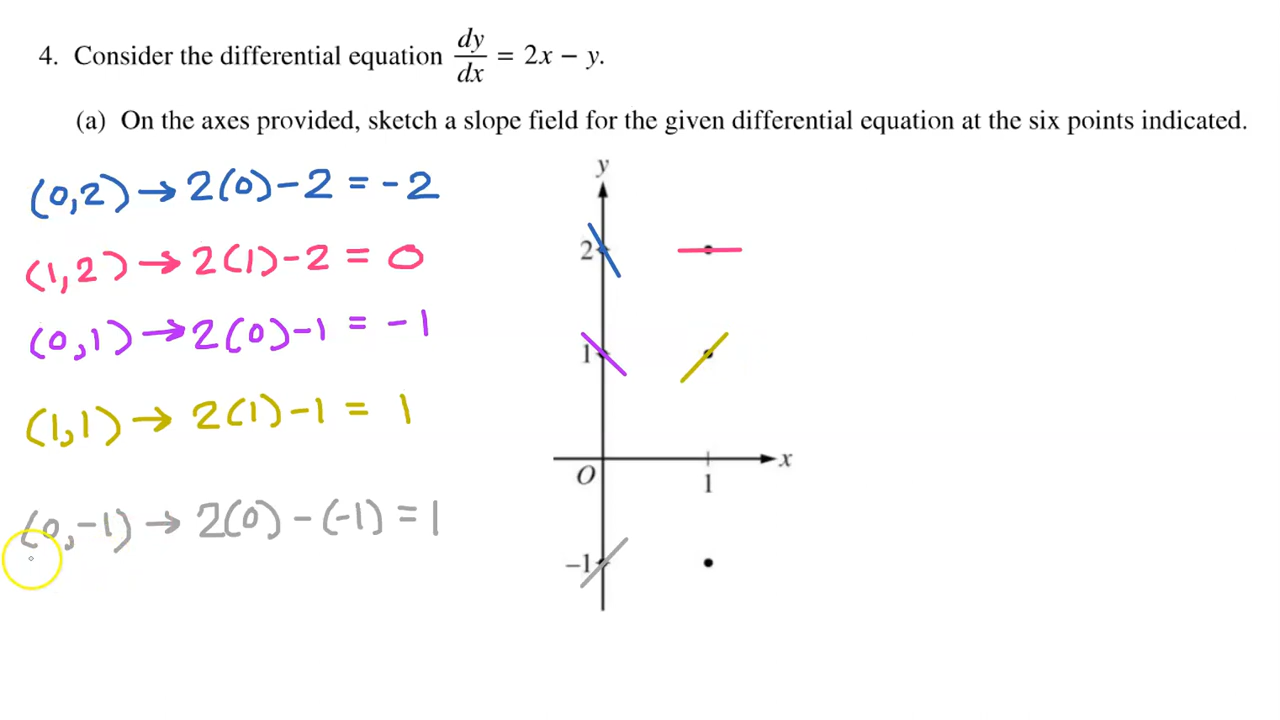 4. Consider the differential equation dy/dx = 2x − y.
(a) On the axes provided, sketch a slope field for the given differential equation at the six points indicated.
(0,2) → 2(0)-2 = -2
(1,2) → 2(1)-2 = 0
(0,1) → 2(0)-1 = -1
(1,1) → 2(1)-1 = 1
(0,-1) → 2(0)-(-1) = 1
y
2
1
O
1
x
−1